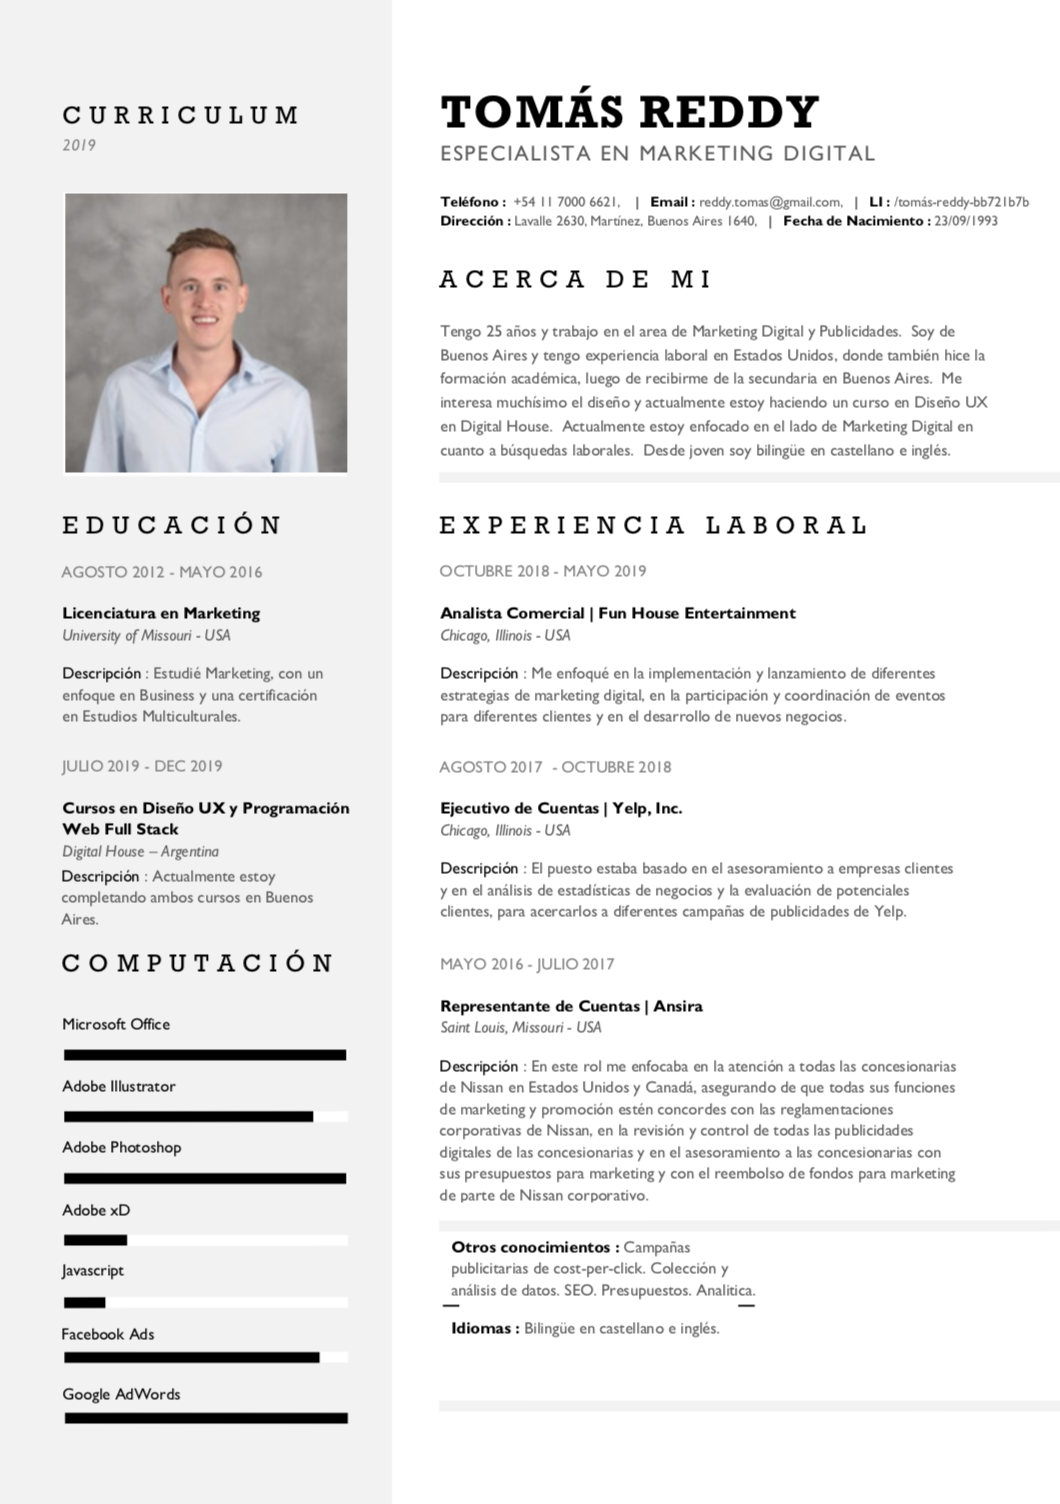 CURRICULUM
2019
EDUCACIÓN
AGOSTO 2012 - MAYO 2016
Licenciatura en Marketing
University of Missouri - USA
Descripción : Estudié Marketing, con un
enfoque en Business y una certificación
en Estudios Multiculturales.
JULIO 2019 - DEC 2019
Cursos en Diseño UX y Programación
Web Full Stack
Digital House – Argentina
Descripción : Actualmente estoy
completando ambos cursos en Buenos
Aires.
COMPUTACIÓN
Microsoft Office
Adobe Illustrator
Adobe Photoshop
Adobe xD
Javascript
Facebook Ads
Google AdWords
TOMÁS REDDY
ESPECIALISTA EN MARKETING DIGITAL
Teléfono : +54 11 7000 6621, | Email : reddy.tomas@gmail.com, | LI : /tomás-reddy-bb721b7b
Dirección : Lavalle 2630, Martínez, Buenos Aires 1640, | Fecha de Nacimiento : 23/09/1993
ACERCA DE MI
Tengo 25 años y trabajo en el area de Marketing Digital y Publicidades. Soy de
Buenos Aires y tengo experiencia laboral en Estados Unidos, donde también hice la
formación académica, luego de recibirme de la secundaria en Buenos Aires. Me
interesa muchísimo el diseño y actualmente estoy haciendo un curso en Diseño UX
en Digital House. Actualmente estoy enfocado en el lado de Marketing Digital en
cuanto a búsquedas laborales. Desde joven soy bilingüe en castellano e inglés.
EXPERIENCIA LABORAL
OCTUBRE 2018 - MAYO 2019
Analista Comercial | Fun House Entertainment
Chicago, Illinois - USA
Descripción : Me enfoqué en la implementación y lanzamiento de diferentes
estrategias de marketing digital, en la participación y coordinación de eventos
para diferentes clientes y en el desarrollo de nuevos negocios.
AGOSTO 2017 - OCTUBRE 2018
Ejecutivo de Cuentas | Yelp, Inc.
Chicago, Illinois - USA
Descripción : El puesto estaba basado en el asesoramiento a empresas clientes
y en el análisis de estadísticas de negocios y la evaluación de potenciales
clientes, para acercarlos a diferentes campañas de publicidades de Yelp.
MAYO 2016 - JULIO 2017
Representante de Cuentas | Ansira
Saint Louis, Missouri - USA
Descripción : En este rol me enfocaba en la atención a todas las concesionarias
de Nissan en Estados Unidos y Canadá, asegurando de que todas sus funciones
de marketing y promoción estén concordes con las reglamentaciones
corporativas de Nissan, en la revisión y control de todas las publicidades
digitales de las concesionarias y en el asesoramiento a las concesionarias con
sus presupuestos para marketing y con el reembolso de fondos para marketing
de parte de Nissan corporativo.
Otros conocimientos : Campañas
publicitarias de cost-per-click. Colección y
análisis de datos. SEO. Presupuestos. Analitica.
Idiomas : Bilingüe en castellano e inglés.